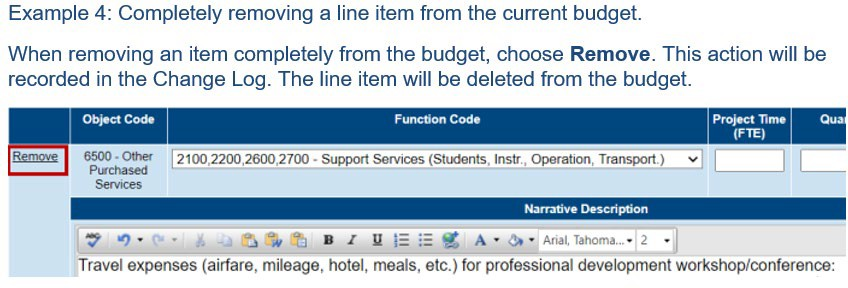 Example 4: Completely removing a line item from the current budget.
When removing an item completely from the budget, choose Remove. This action will be
recorded in the Change Log. The line item will be deleted from the budget.
Object Code Function Code Project Time Qua
(FTE)
Remove 6500 - Other 2100,2200,2600,2700 - Support Services (Students, Instr., Operation, Transport.)
Purchased
Services
Narrative Description
ABC B I U A Arial, Tahoma... 2
Travel expenses (airfare, mileage, hotel, meals, etc.) for professional development workshop/conference: